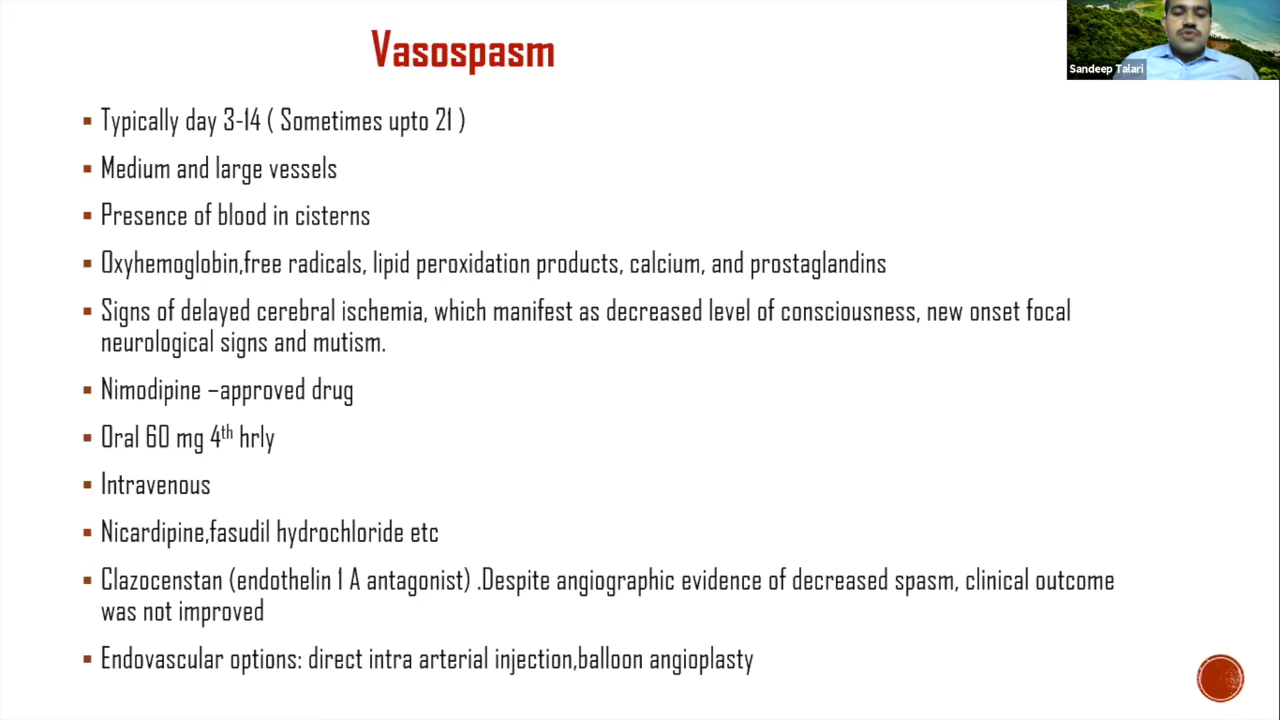 Vasospasm
Sandeep Talari
▪ Typically day 3-14 ( Sometimes upto 21 )
▪ Medium and large vessels
▪ Presence of blood in cisterns
▪ Oxyhemoglobin,free radicals, lipid peroxidation products, calcium, and prostaglandins
▪ Signs of delayed cerebral ischemia, which manifest as decreased level of consciousness, new onset focal
neurological signs and mutism.
▪ Nimodipine –approved drug
▪ Oral 60 mg 4th hrly
▪ Intravenous
▪ Nicardipine,fasudil hydrochloride etc
▪ Clazocenstan (endothelin 1 A antagonist) .Despite angiographic evidence of decreased spasm, clinical outcome
was not improved
▪ Endovascular options: direct intra arterial injection,balloon angioplasty